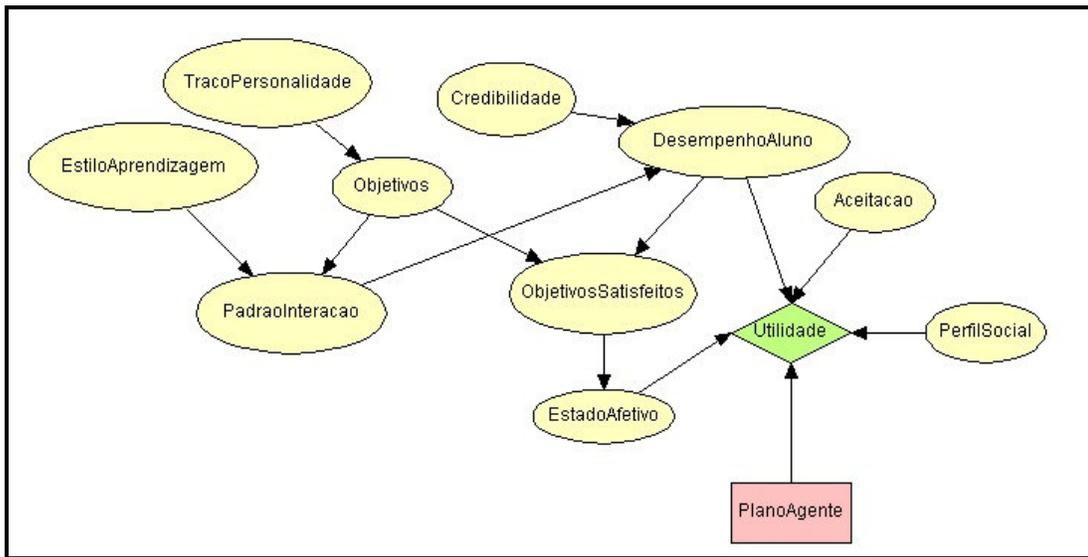 TracoPersonalidade
Credibilidade
DesempenhoAluno
EstiloAprendizagem
Objetivos
Aceitacao
ObjetivosSatisfeitos
PadraoInteracao
Utilidade
PerfilSocial
EstadoAfetivo
PlanoAgente